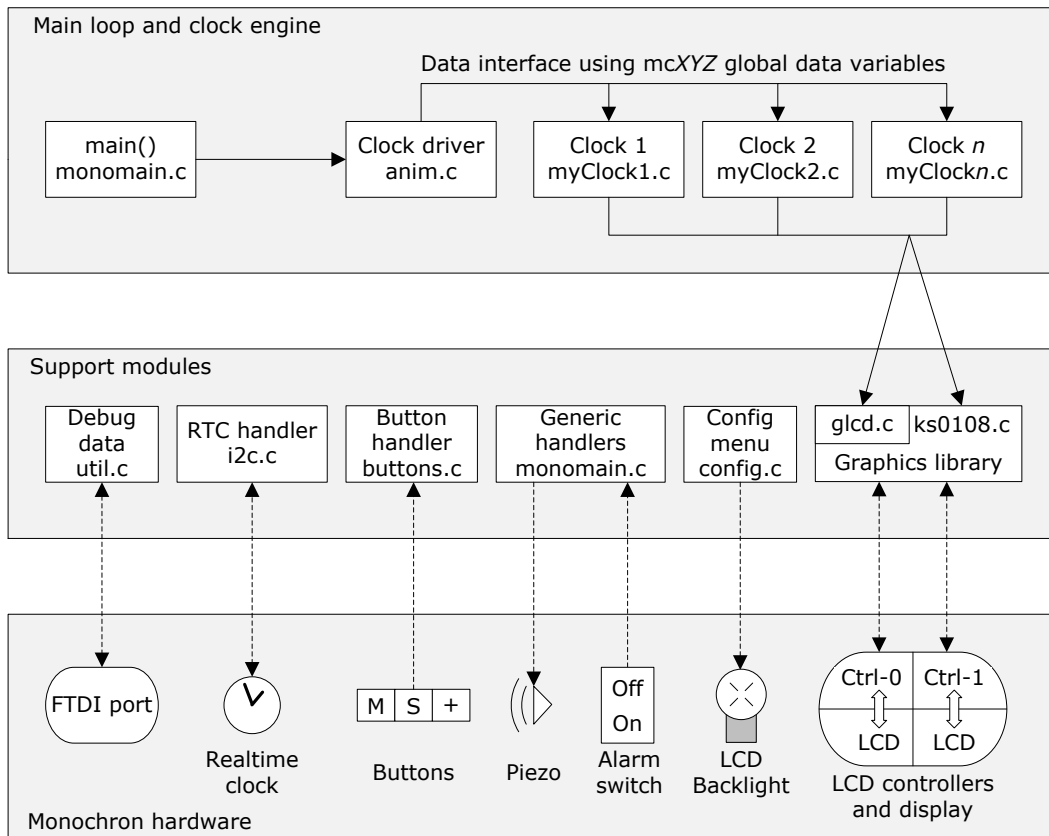 Main loop and clock engine
Data interface using mcXYZ global data variables
main()
monomain.c
Clock driver
anim.c
Clock 1
myClock1.c
Clock 2
myClock2.c
Clock n
myClockn.c
Support modules
Debug
data
util.c
RTC handler
i2c.c
Button
handler
buttons.c
Generic
handlers
monomain.c
Config
menu
config.c
glcd.c
ks0108.c
Graphics library
FTDI port
Realtime
clock
M S +
Buttons
Piezo
Off
On
Alarm
switch
LCD
Backlight
Ctrl-0 Ctrl-1
LCD LCD
LCD controllers
and display
Monochron hardware